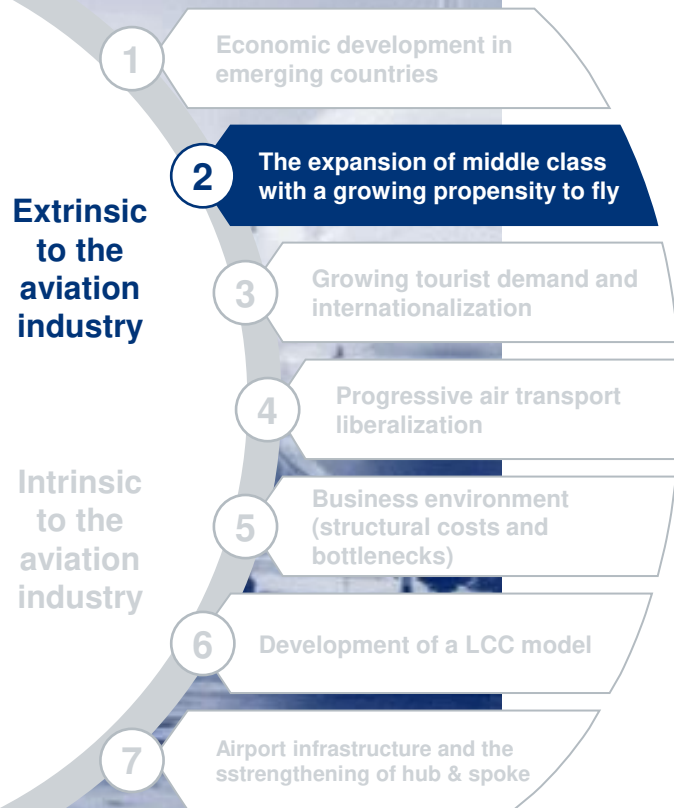 1
Economic development in
emerging countries
2
The expansion of middle class
with a growing propensity to fly
Extrinsic
to the
aviation
industry
3
Growing tourist demand and
internationalization
4
Progressive air transport
liberalization
Intrinsic
to the
aviation
industry
5
Business environment
(structural costs and
bottlenecks)
6
Development of a LCC model
7
Airport infrastructure and the
sstrengthening of hub & spoke